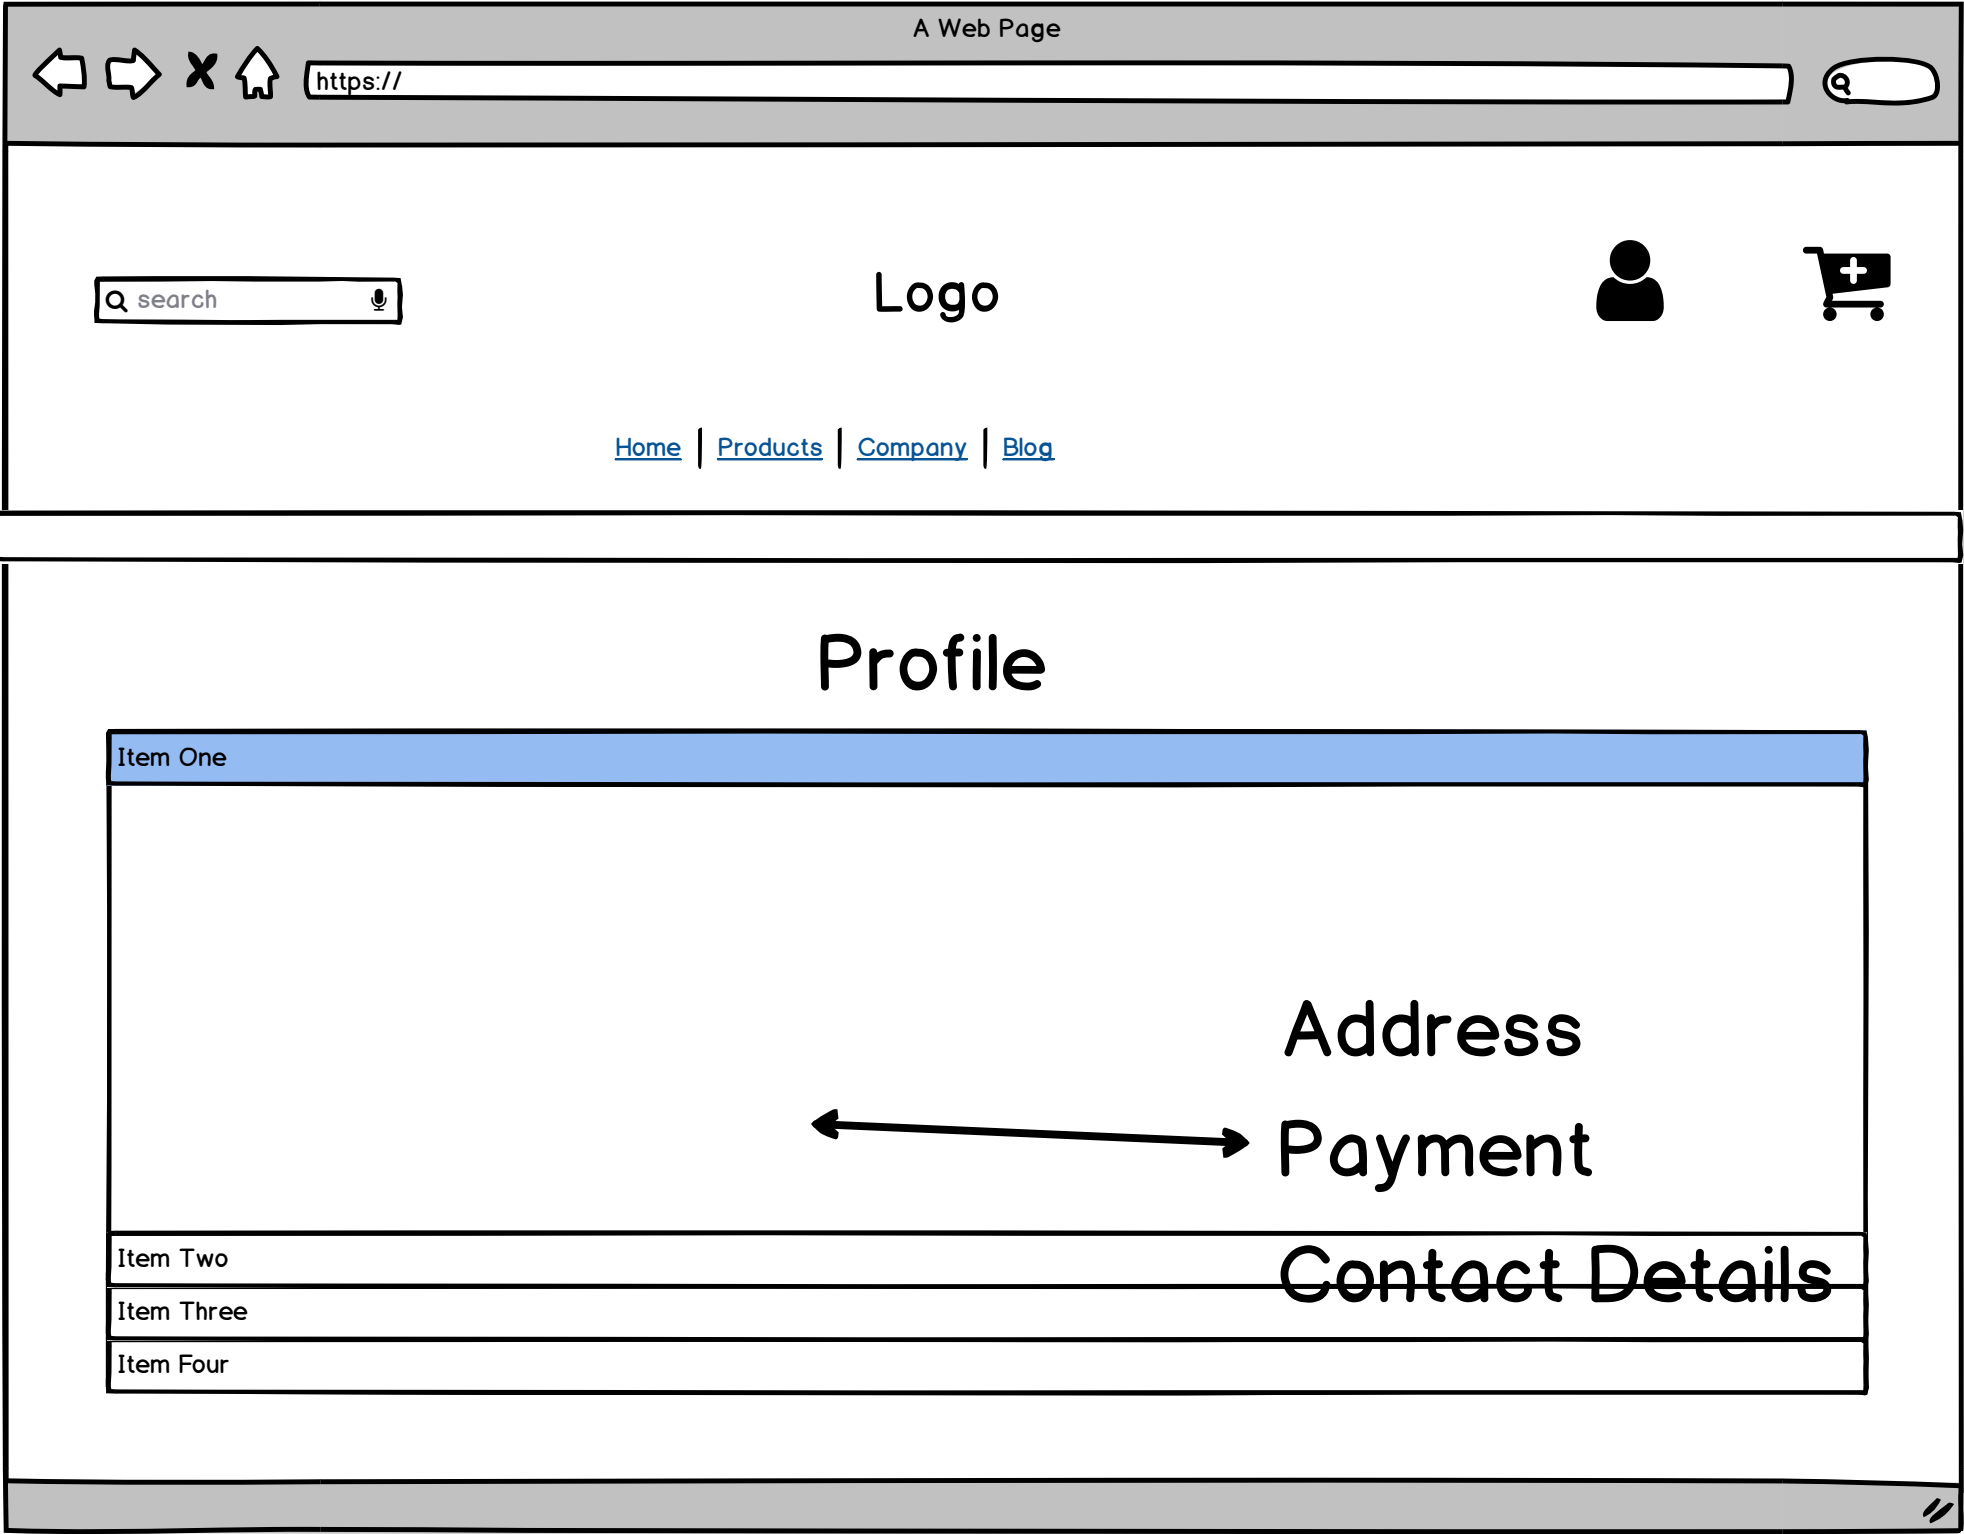 A Web Page
https://
search
Logo
Home | Products | Company | Blog
Profile
Item One
Address
Payment
Item Two
Contact Details
Item Three
Item Four